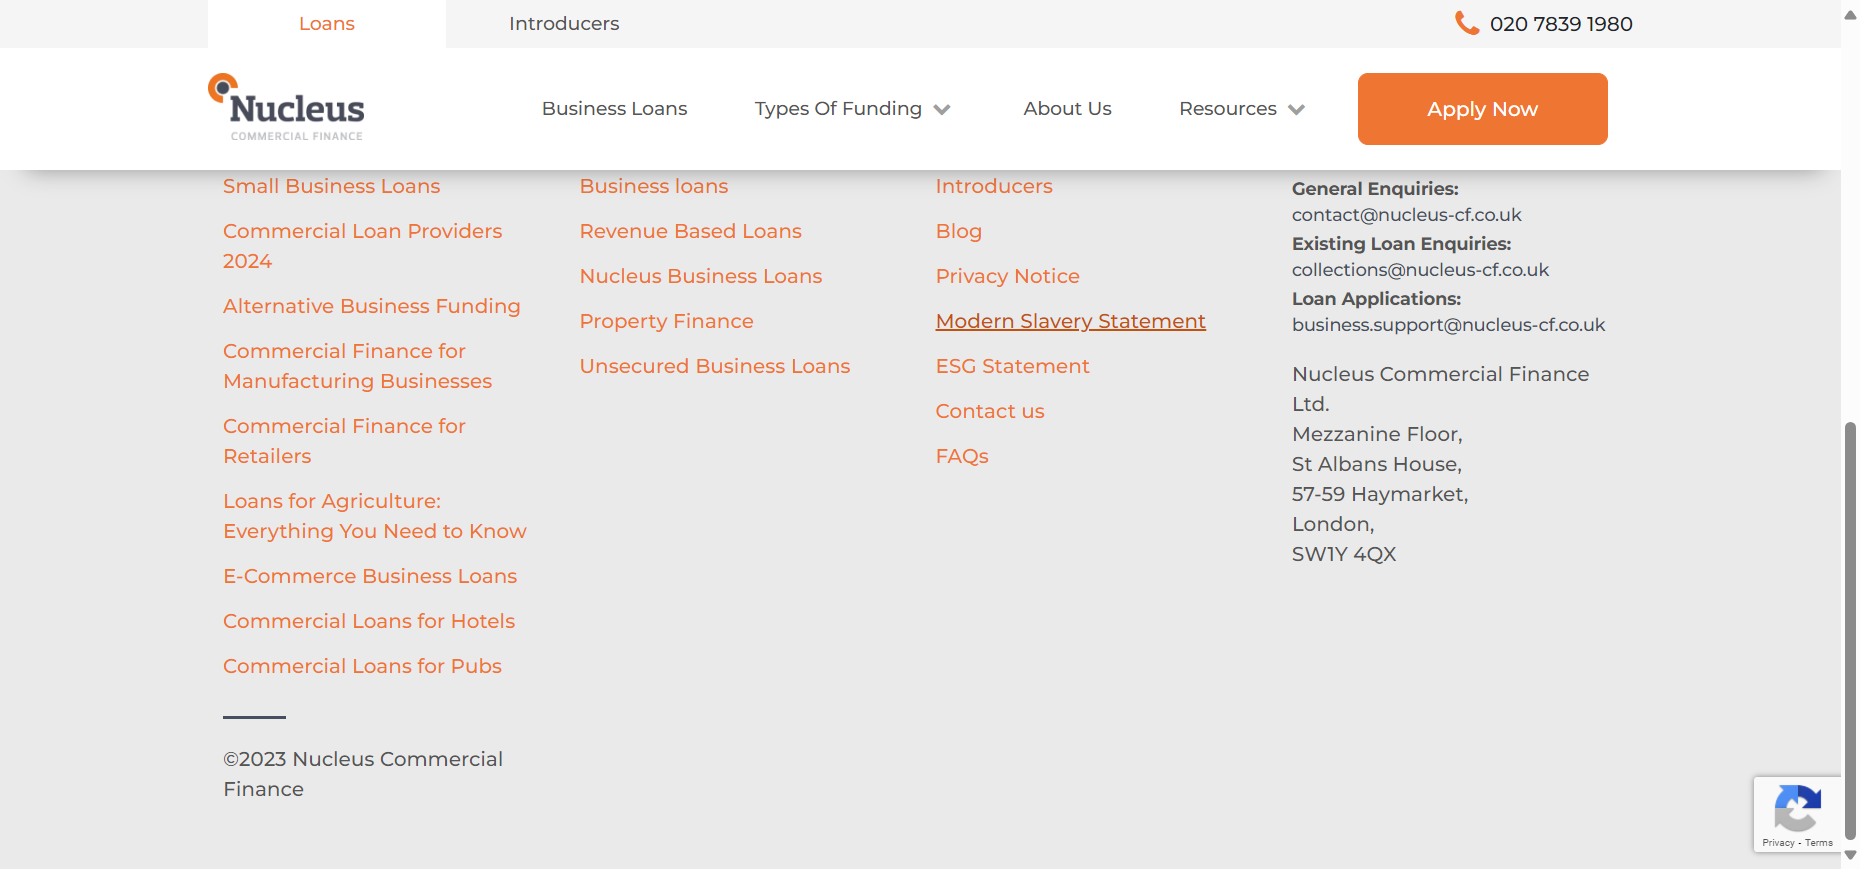 Loans
Introducers
020 7839 1980
Nucleus
COMMERCIAL FINANCE
Business Loans
Types Of Funding
About Us
Resources
Apply Now
Small Business Loans
Commercial Loan Providers
2024
Alternative Business Funding
Commercial Finance for
Manufacturing Businesses
Commercial Finance for
Retailers
Loans for Agriculture:
Everything You Need to Know
E-Commerce Business Loans
Commercial Loans for Hotels
Commercial Loans for Pubs
©2023 Nucleus Commercial
Finance
Business loans
Revenue Based Loans
Nucleus Business Loans
Property Finance
Unsecured Business Loans
Introducers
Blog
Privacy Notice
Modern Slavery Statement
ESG Statement
Contact us
FAQs
General Enquiries:
contact@nucleus-cf.co.uk
Existing Loan Enquiries:
collections@nucleus-cf.co.uk
Loan Applications:
business.support@nucleus-cf.co.uk
Nucleus Commercial Finance
Ltd.
Mezzanine Floor,
St Albans House,
57-59 Haymarket,
London,
SW1Y 4QX
Privacy - Terms